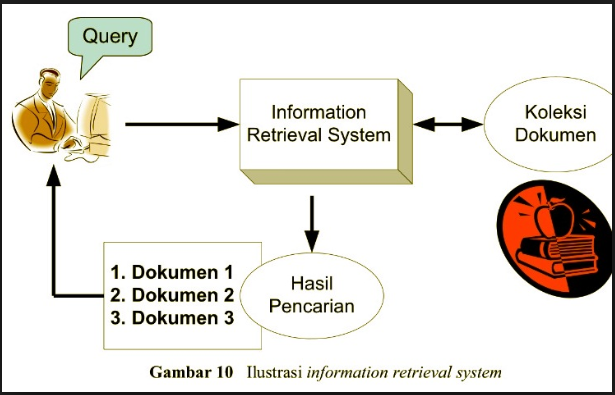 Query
Information
Retrieval System
Koleksi
Dokumen
Hasil
Pencarian
1. Dokumen 1
2. Dokumen 2
3. Dokumen 3
Gambar 10 Ilustrasi information retrieval system